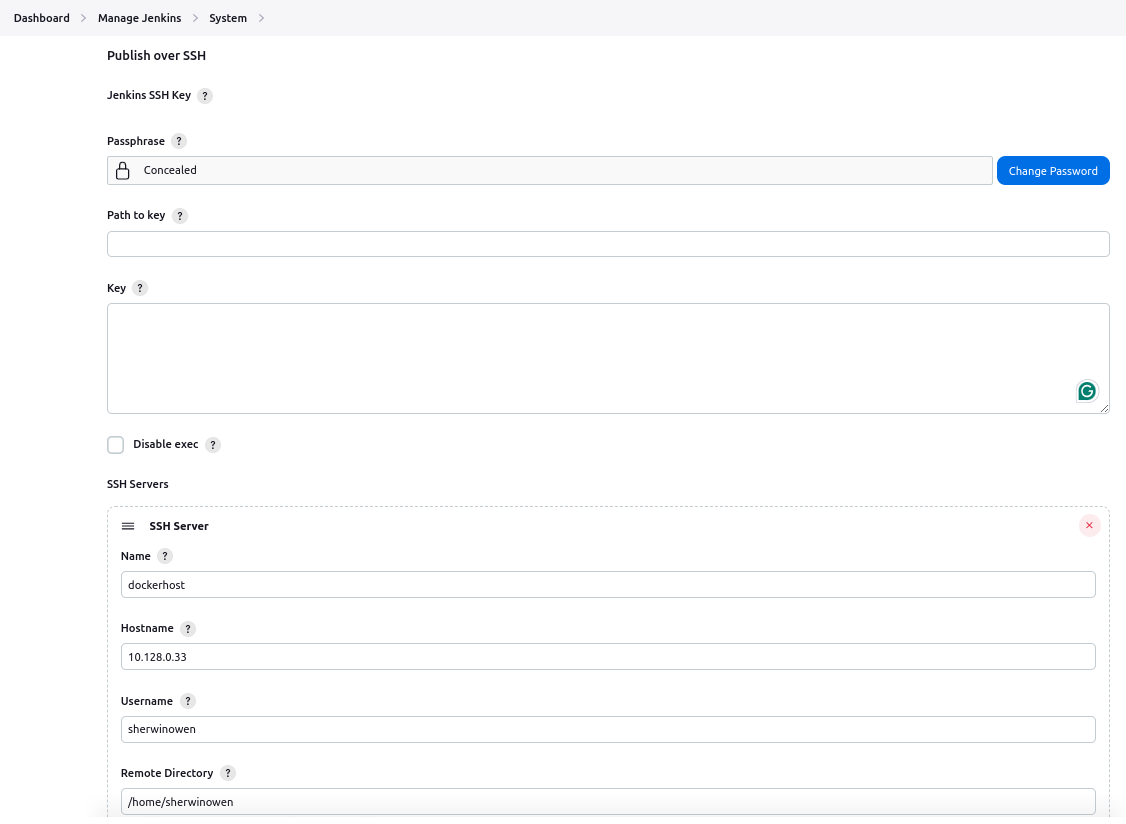 Dashboard > Manage Jenkins > System >
Publish over SSH
Jenkins SSH Key ?
Passphrase ?
Concealed
Change Password
Path to key ?
Key ?
Disable exec ?
SSH Servers
SSH Server
Name ?
dockerhost
Hostname ?
10.128.0.33
Username ?
sherwinowen
Remote Directory ?
/home/sherwinowen